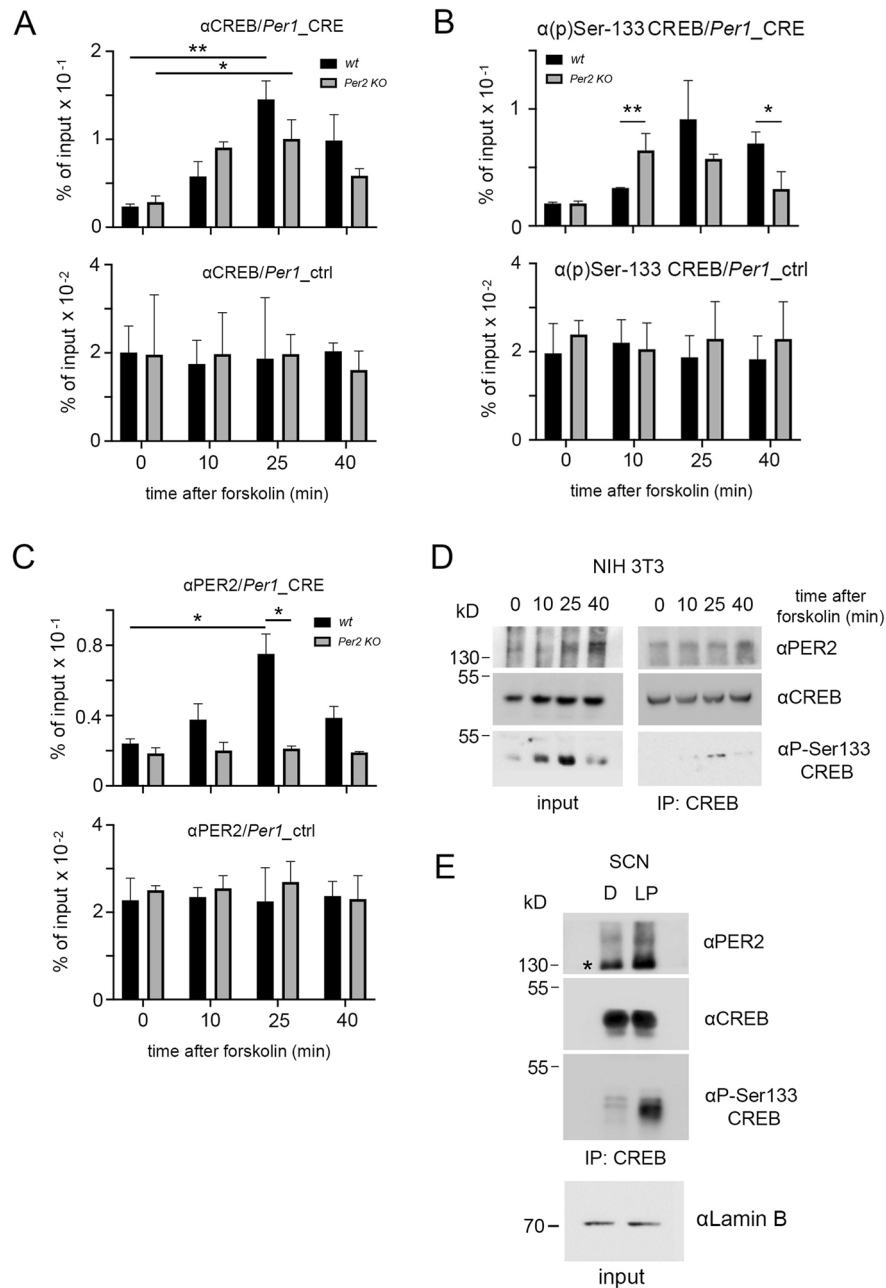 A
αCREB/Per1_CRE
% of input x 10-1
2
1
0
**
*
wt
Per2 KO
αCREB/Per1_ctrl
% of input x 10-2
4
2
0
0 10 25 40
time after forskolin (min)
B
α(p)Ser-133 CREB/Per1_CRE
% of input x 10-1
1
0
wt
Per2 KO
**
*
α(p)Ser-133 CREB/Per1_ctrl
% of input x 10-2
4
2
0
0 10 25 40
time after forskolin (min)
C
αPER2/Per1_CRE
% of input x 10-1
0.8
0.4
0
*
*
wt
Per2 KO
αPER2/Per1_ctrl
% of input x 10-2
4
2
0
0 10 25 40
time after forskolin (min)
D
NIH 3T3
kD 0 10 25 40 0 10 25 40 time after
forskolin (min)
130 αPER2
55 αCREB
55 αP-Ser133
CREB
input IP: CREB
E
SCN
kD D LP
αPER2
130 *
55
αCREB
55
αP-Ser133
CREB
IP: CREB
70 αLamin B
input